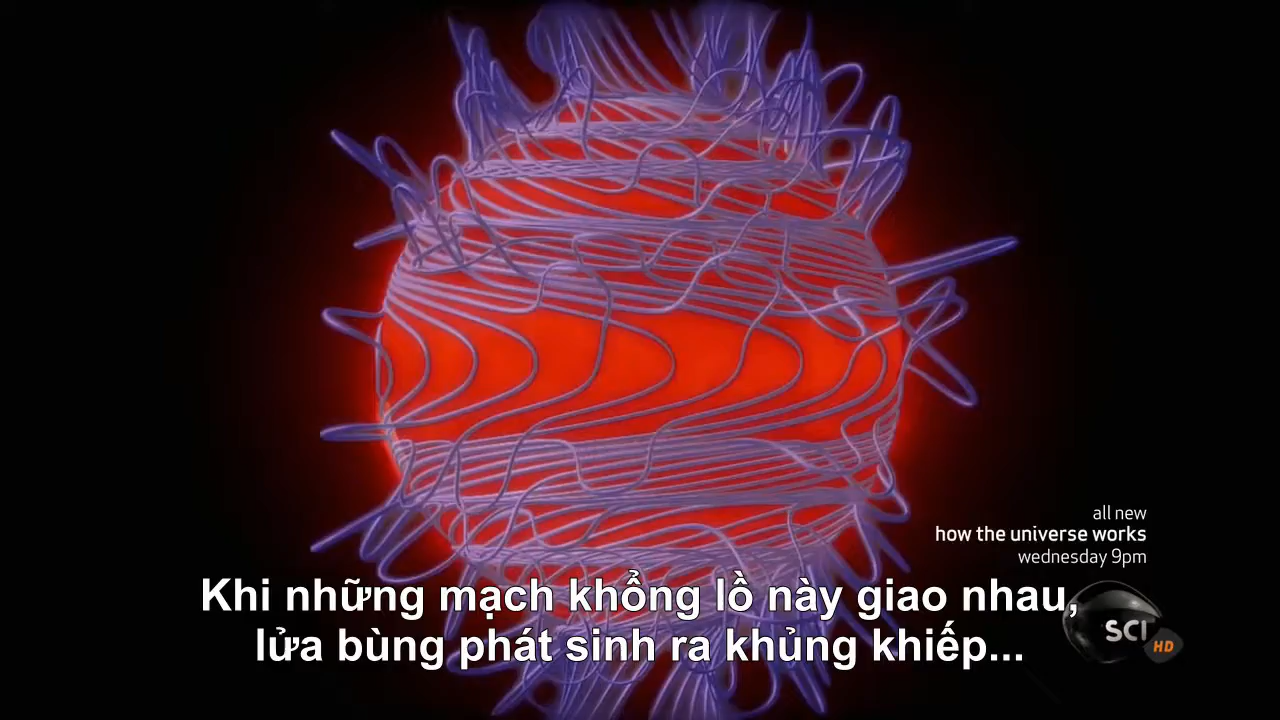 all new
how the universe works
wednesday 9pm
Khi những mạch khổng lồ này giao nhau,
lửa bùng phát sinh ra khủng khiếp...
SCI
HD